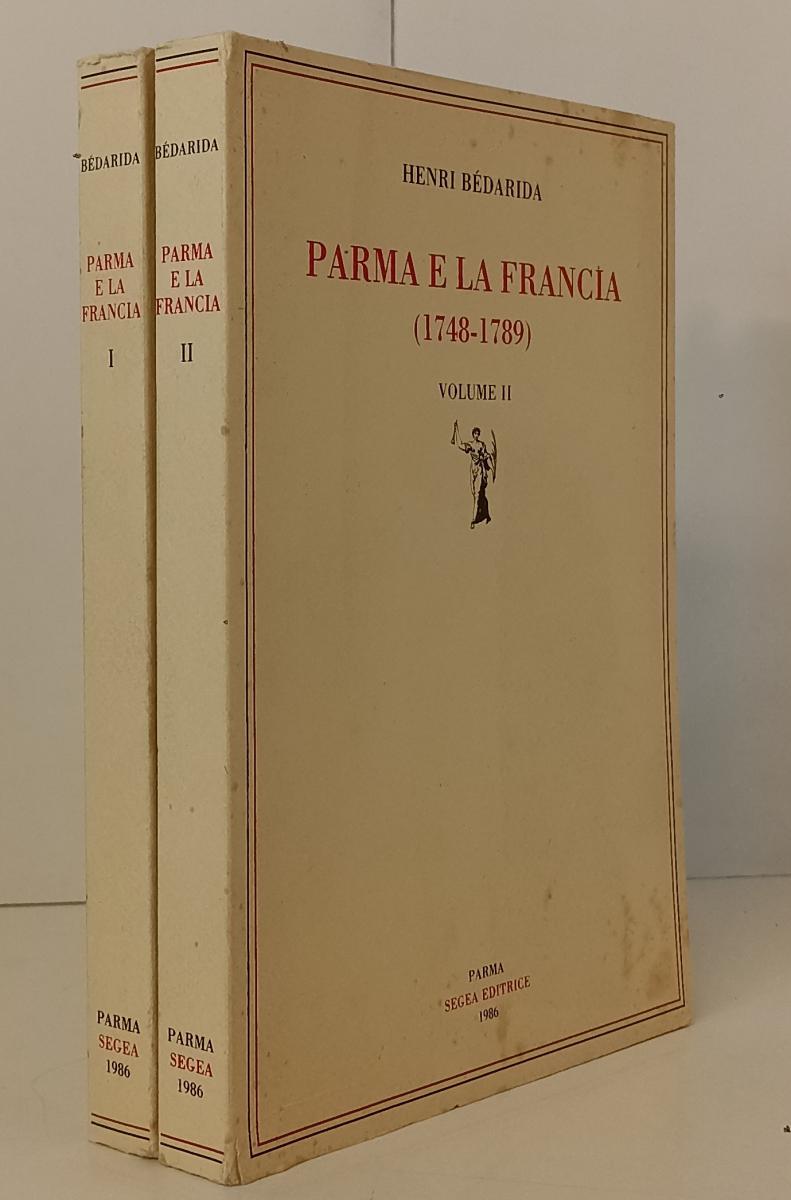 BÉDARIDA
PARMA
E LA
FRANCIA
I
PARMA
SEGEA
1986
BÉDARIDA
PARMA
E LA
FRANCIA
II
PARMA
SEGEA
1986
HENRI BÉDARIDA
PARMA E LA FRANCIA
(1748-1789)
VOLUME II
PARMA
SEGEA EDITRICE
1986